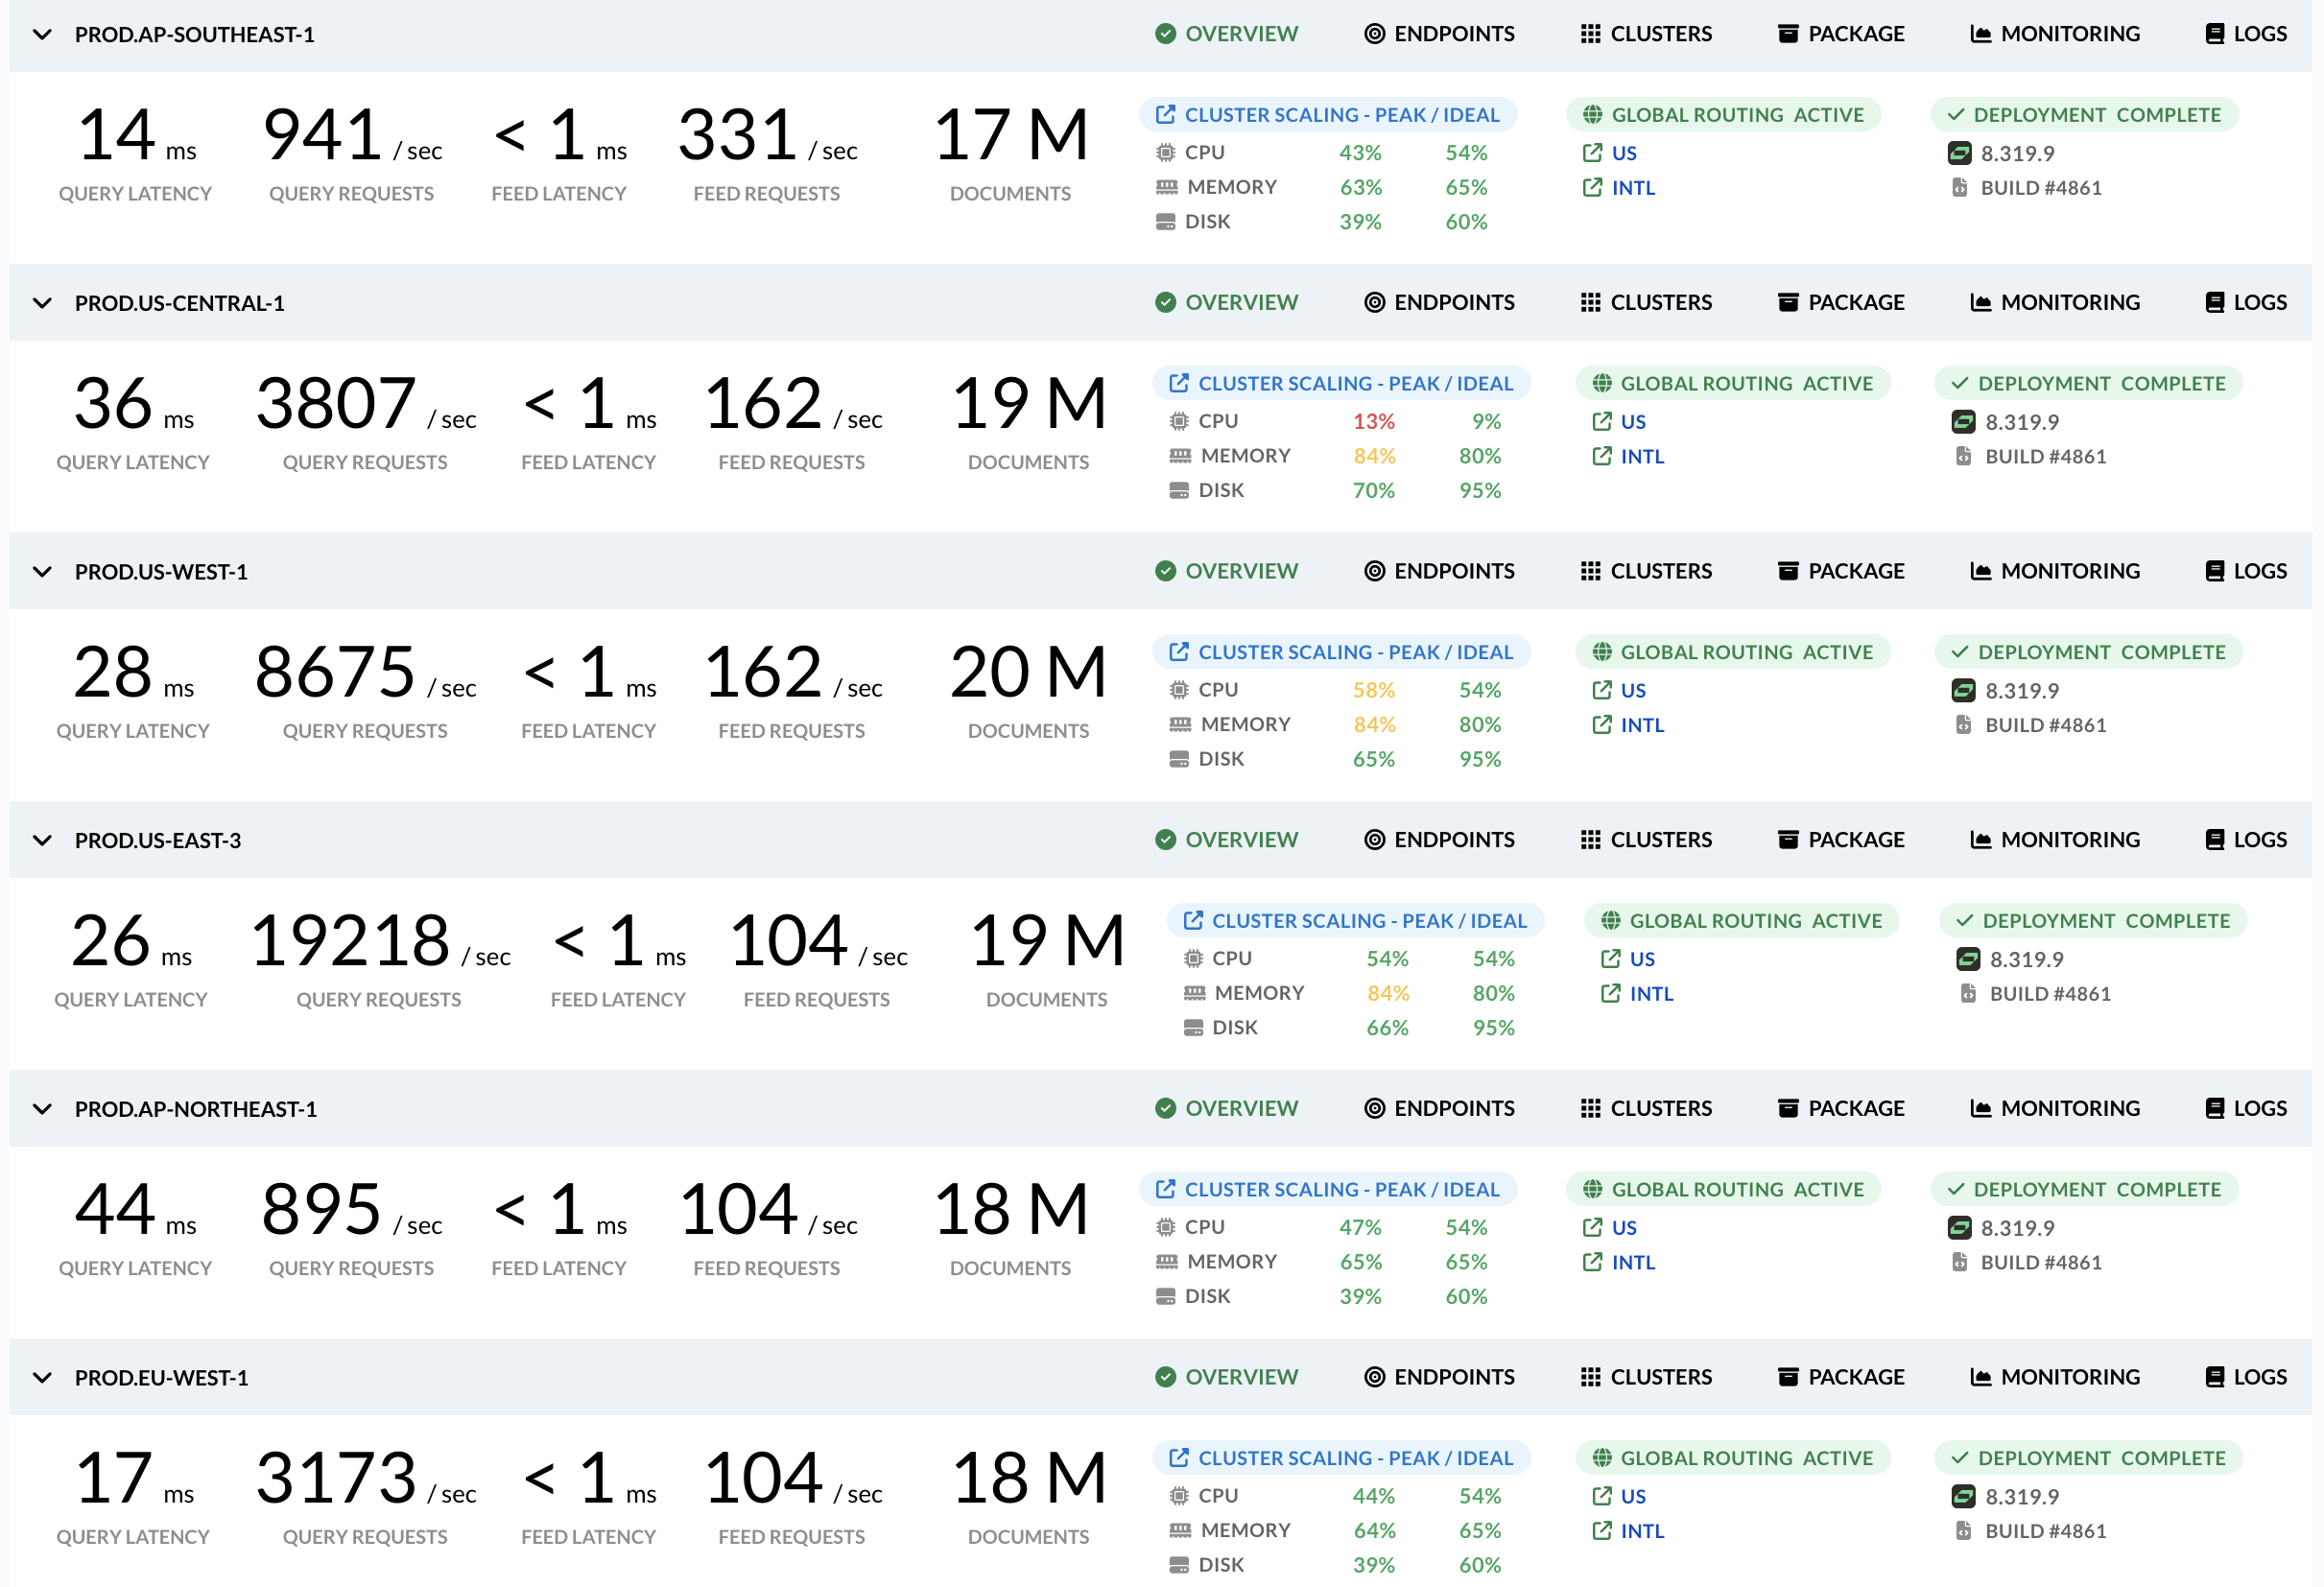 PROD.AP-SOUTHEAST-1 OVERVIEW ENDPOINTS CLUSTERS PACKAGE MONITORING LOGS
14 ms 941 / sec < 1 ms 331 / sec 17 M
QUERY LATENCY QUERY REQUESTS FEED LATENCY FEED REQUESTS DOCUMENTS
CLUSTER SCALING - PEAK / IDEAL
CPU 43% 54%
MEMORY 63% 65%
DISK 39% 60%
GLOBAL ROUTING ACTIVE
US
INTL
DEPLOYMENT COMPLETE
8.319.9
BUILD #4861
PROD.US-CENTRAL-1 OVERVIEW ENDPOINTS CLUSTERS PACKAGE MONITORING LOGS
36 ms 3807 / sec < 1 ms 162 / sec 19 M
QUERY LATENCY QUERY REQUESTS FEED LATENCY FEED REQUESTS DOCUMENTS
CLUSTER SCALING - PEAK / IDEAL
CPU 13% 9%
MEMORY 84% 80%
DISK 70% 95%
GLOBAL ROUTING ACTIVE
US
INTL
DEPLOYMENT COMPLETE
8.319.9
BUILD #4861
PROD.US-WEST-1 OVERVIEW ENDPOINTS CLUSTERS PACKAGE MONITORING LOGS
28 ms 8675 / sec < 1 ms 162 / sec 20 M
QUERY LATENCY QUERY REQUESTS FEED LATENCY FEED REQUESTS DOCUMENTS
CLUSTER SCALING - PEAK / IDEAL
CPU 58% 54%
MEMORY 84% 80%
DISK 65% 95%
GLOBAL ROUTING ACTIVE
US
INTL
DEPLOYMENT COMPLETE
8.319.9
BUILD #4861
PROD.US-EAST-3 OVERVIEW ENDPOINTS CLUSTERS PACKAGE MONITORING LOGS
26 ms 19218 / sec < 1 ms 104 / sec 19 M
QUERY LATENCY QUERY REQUESTS FEED LATENCY FEED REQUESTS DOCUMENTS
CLUSTER SCALING - PEAK / IDEAL
CPU 54% 54%
MEMORY 84% 80%
DISK 66% 95%
GLOBAL ROUTING ACTIVE
US
INTL
DEPLOYMENT COMPLETE
8.319.9
BUILD #4861
PROD.AP-NORTHEAST-1 OVERVIEW ENDPOINTS CLUSTERS PACKAGE MONITORING LOGS
44 ms 895 / sec < 1 ms 104 / sec 18 M
QUERY LATENCY QUERY REQUESTS FEED LATENCY FEED REQUESTS DOCUMENTS
CLUSTER SCALING - PEAK / IDEAL
CPU 47% 54%
MEMORY 65% 65%
DISK 39% 60%
GLOBAL ROUTING ACTIVE
US
INTL
DEPLOYMENT COMPLETE
8.319.9
BUILD #4861
PROD.EU-WEST-1 OVERVIEW ENDPOINTS CLUSTERS PACKAGE MONITORING LOGS
17 ms 3173 / sec < 1 ms 104 / sec 18 M
QUERY LATENCY QUERY REQUESTS FEED LATENCY FEED REQUESTS DOCUMENTS
CLUSTER SCALING - PEAK / IDEAL
CPU 44% 54%
MEMORY 64% 65%
DISK 39% 60%
GLOBAL ROUTING ACTIVE
US
INTL
DEPLOYMENT COMPLETE
8.319.9
BUILD #4861